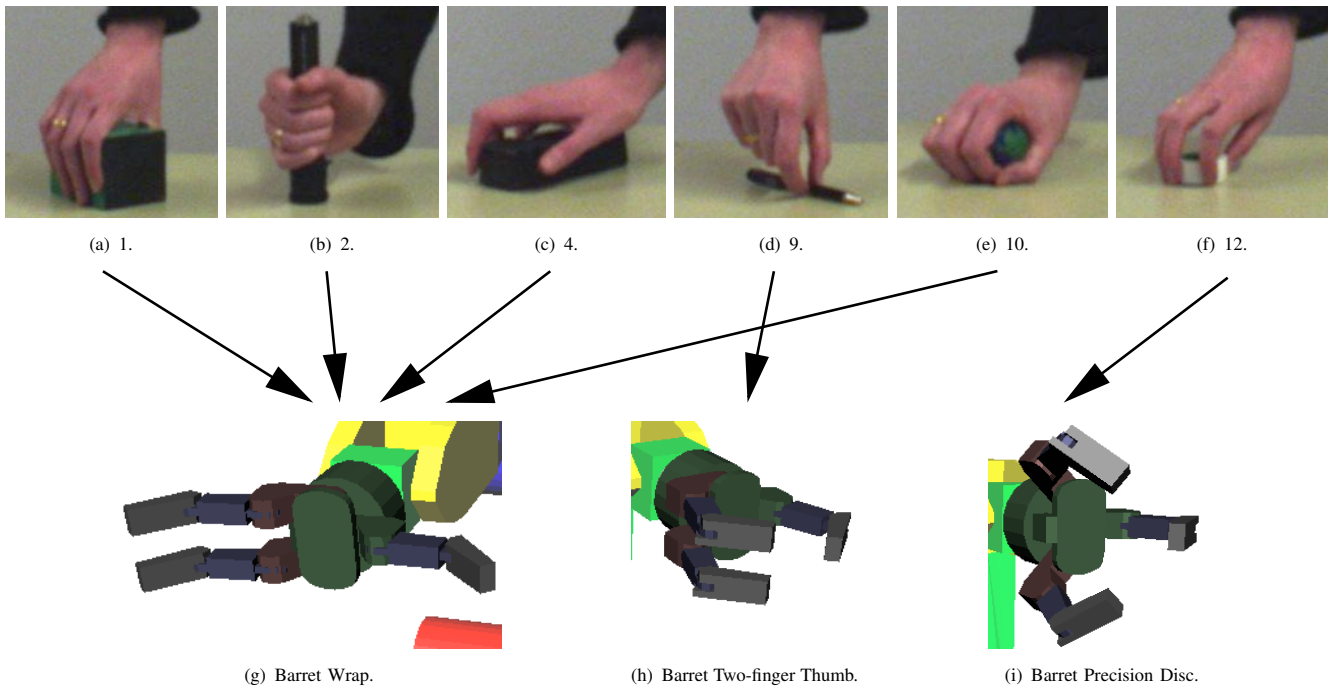 (a) 1.
(b) 2.
(c) 4.
(d) 9.
(e) 10.
(f) 12.
(g) Barret Wrap.
(h) Barret Two-finger Thumb.
(i) Barret Precision Disc.